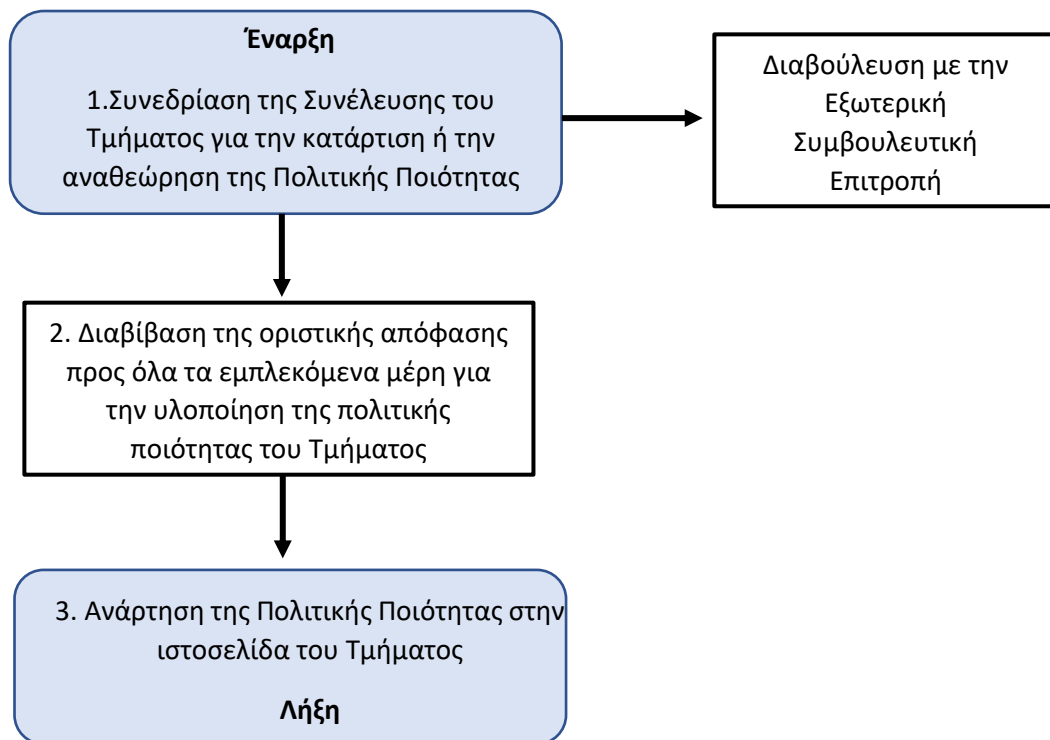 Έναρξη
1.Συνεδρίαση της Συνέλευσης του
Τμήματος για την κατάρτιση ή την
αναθεώρηση της Πολιτικής Ποιότητας
Διαβούλευση με την
Εξωτερική
Συμβουλευτική
Επιτροπή
2. Διαβίβαση της οριστικής απόφασης
προς όλα τα εμπλεκόμενα μέρη για
την υλοποίηση της πολιτικής
ποιότητας του Τμήματος
3. Ανάρτηση της Πολιτικής Ποιότητας στην
ιστοσελίδα του Τμήματος
Λήξη